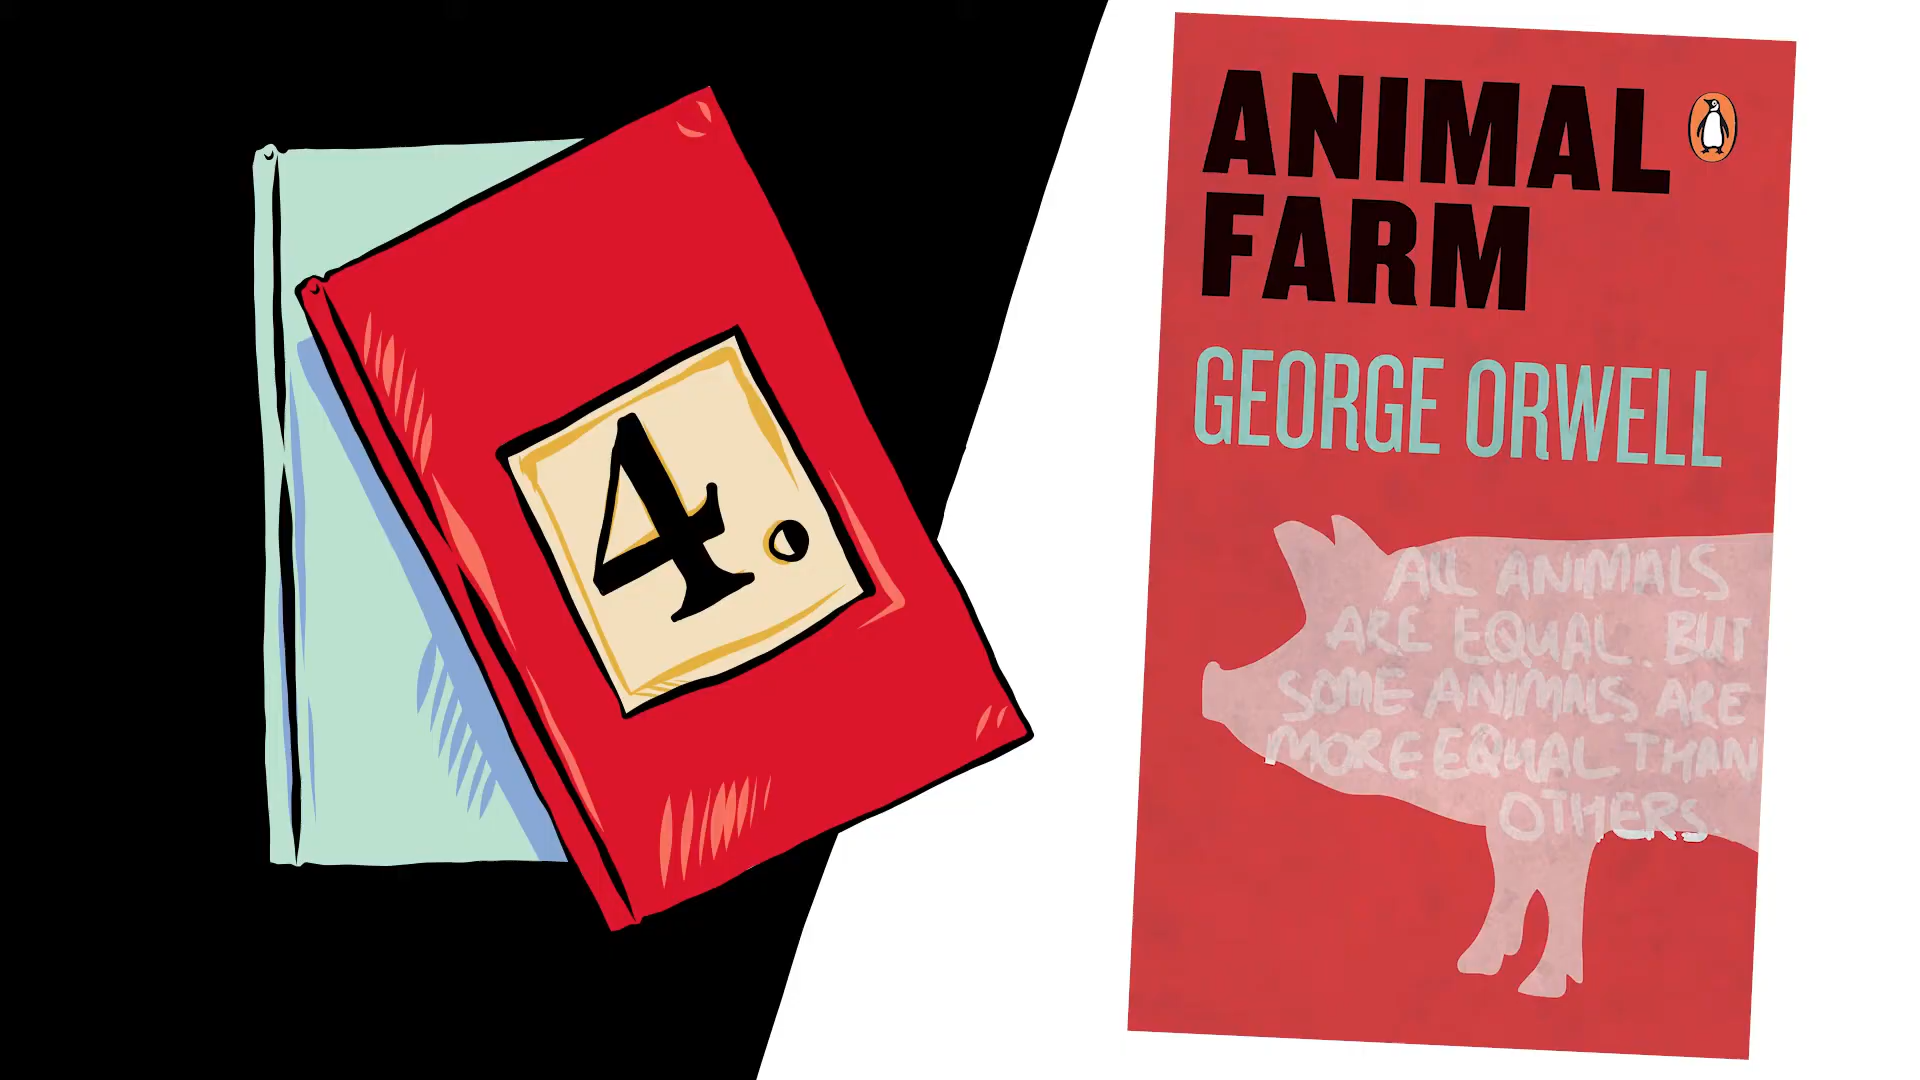 4.
ANIMAL
FARM
GEORGE ORWELL
ALL ANIMALS
ARE EQUAL. BUT
SOME ANIMALS ARE
MORE EQUAL THAN
OTHERS.